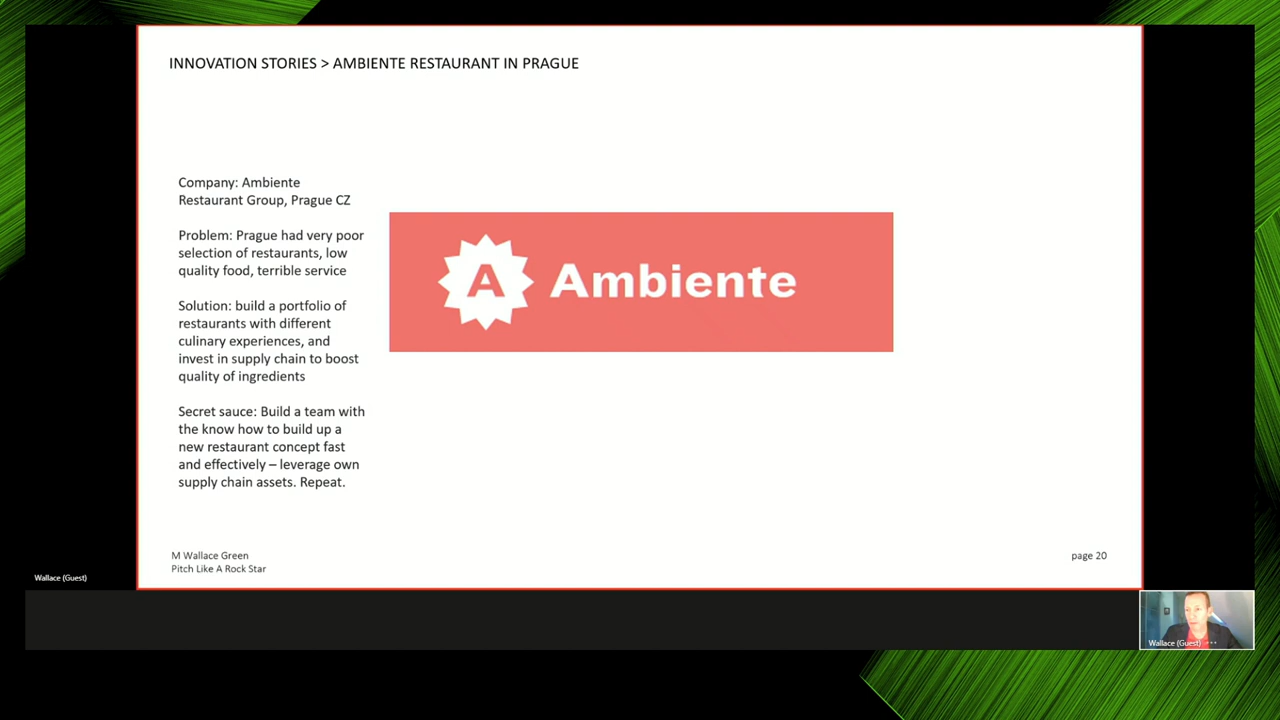 INNOVATION STORIES > AMBIENTE RESTAURANT IN PRAGUE
Company: Ambiente
Restaurant Group, Prague CZ
Problem: Prague had very poor
selection of restaurants, low
quality food, terrible service
Solution: build a portfolio of
restaurants with different
culinary experiences, and
invest in supply chain to boost
quality of ingredients
Secret sauce: Build a team with
the know how to build up a
new restaurant concept fast
and effectively – leverage own
supply chain assets. Repeat.
A Ambiente
M Wallace Green
Pitch Like A Rock Star
page 20
Wallace (Guest)
Wallace (Guest)